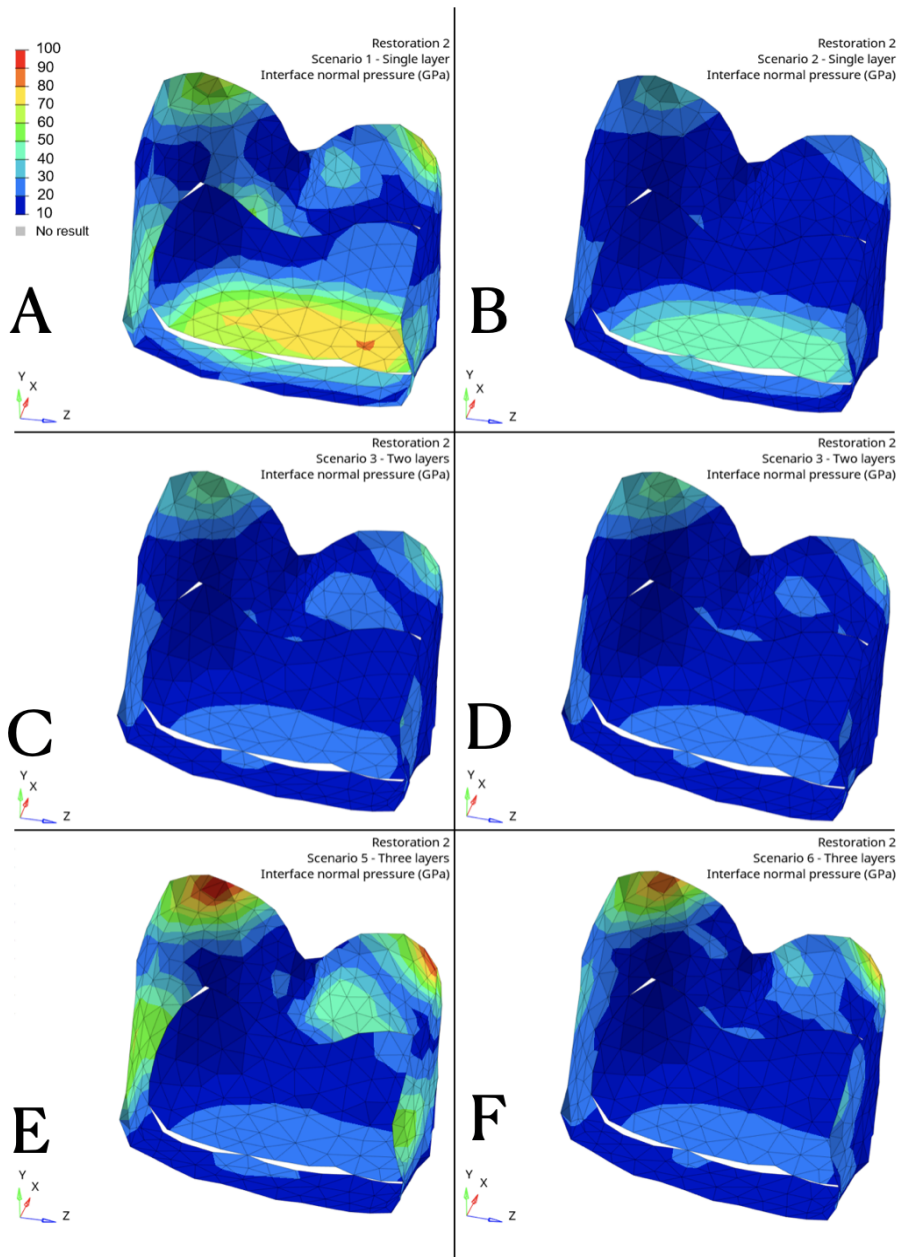 Restoration 2
Scenario 1 - Single layer
Interface normal pressure (GPa)
100
90
80
70
60
50
40
30
20
10
No result
A
Y
X
Z
Restoration 2
Scenario 2 - Single layer
Interface normal pressure (GPa)
B
Y
X
Z
Restoration 2
Scenario 3 - Two layers
Interface normal pressure (GPa)
C
Y
X
Z
Restoration 2
Scenario 3 - Two layers
Interface normal pressure (GPa)
D
Y
X
Z
Restoration 2
Scenario 5 - Three layers
Interface normal pressure (GPa)
E
Y
X
Z
Restoration 2
Scenario 6 - Three layers
Interface normal pressure (GPa)
F
Y
X
Z